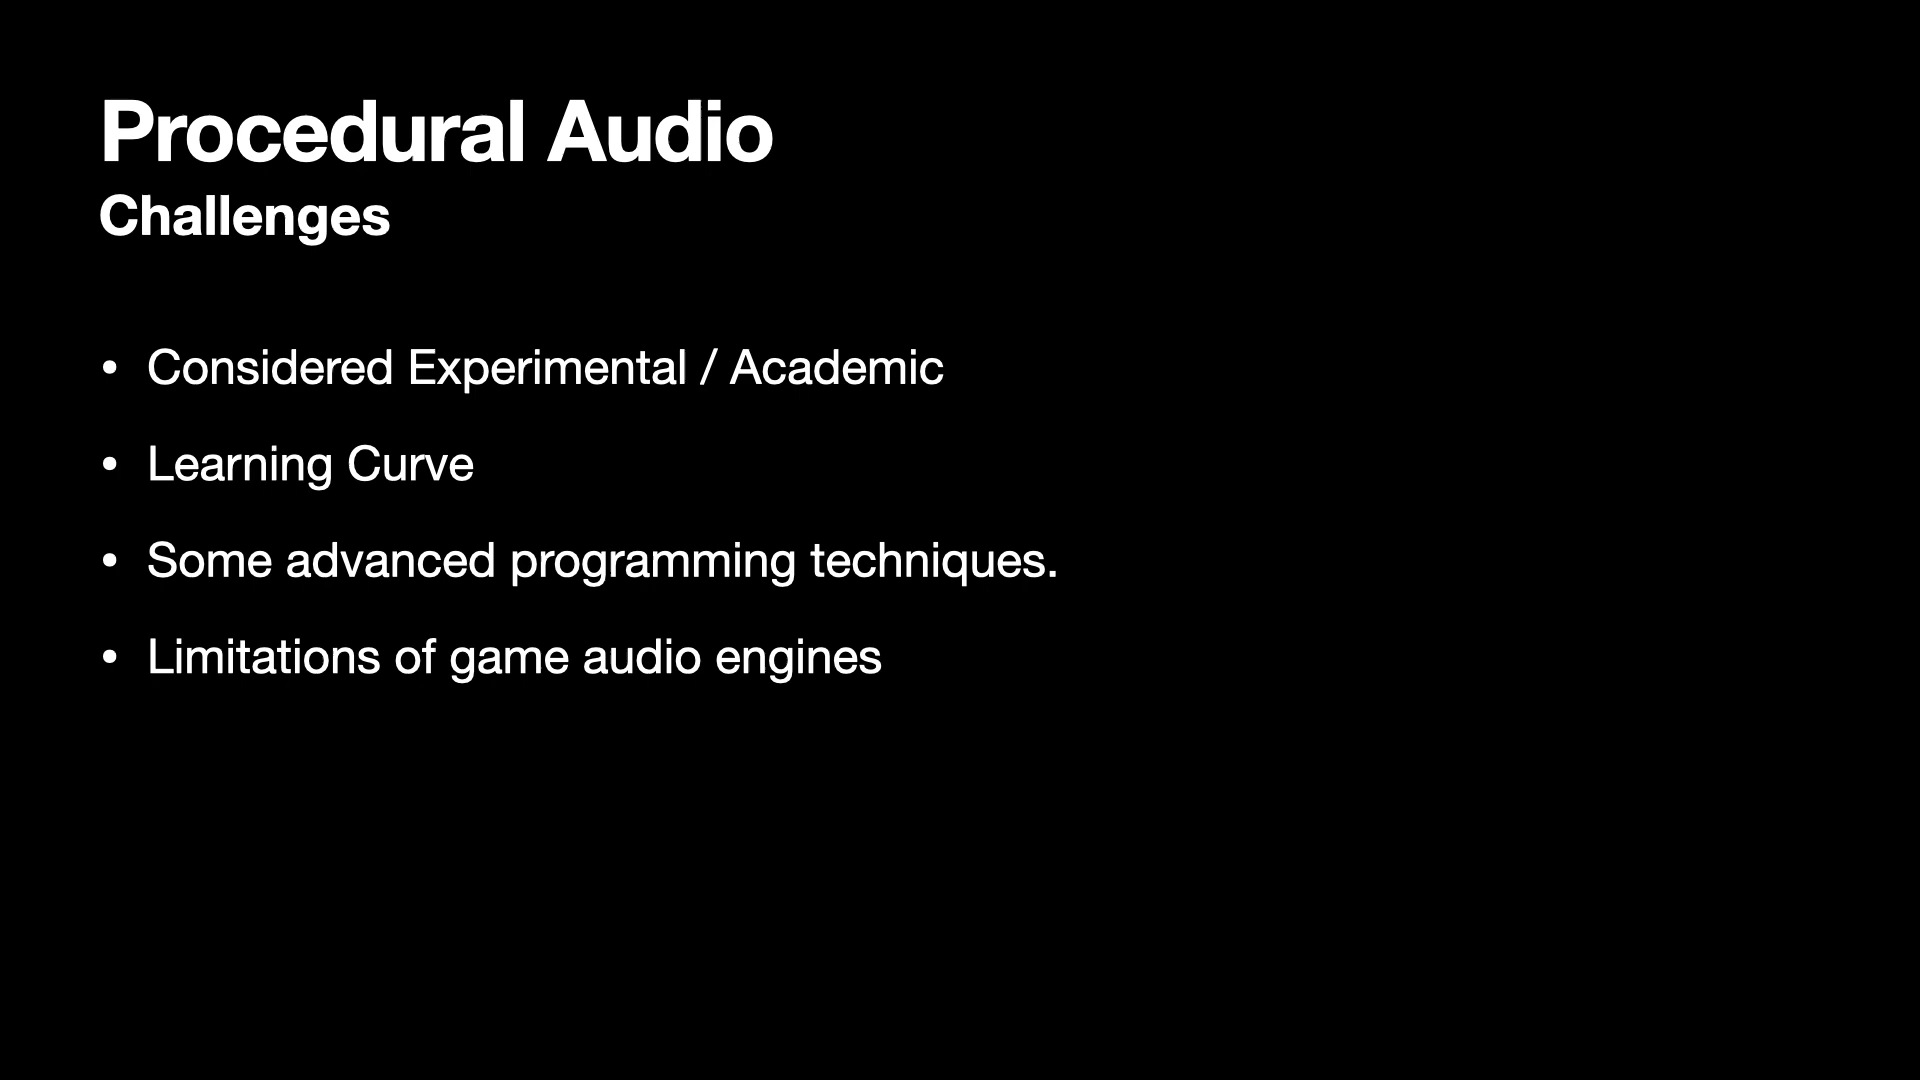 Procedural Audio
Challenges
• Considered Experimental / Academic
• Learning Curve
• Some advanced programming techniques.
• Limitations of game audio engines